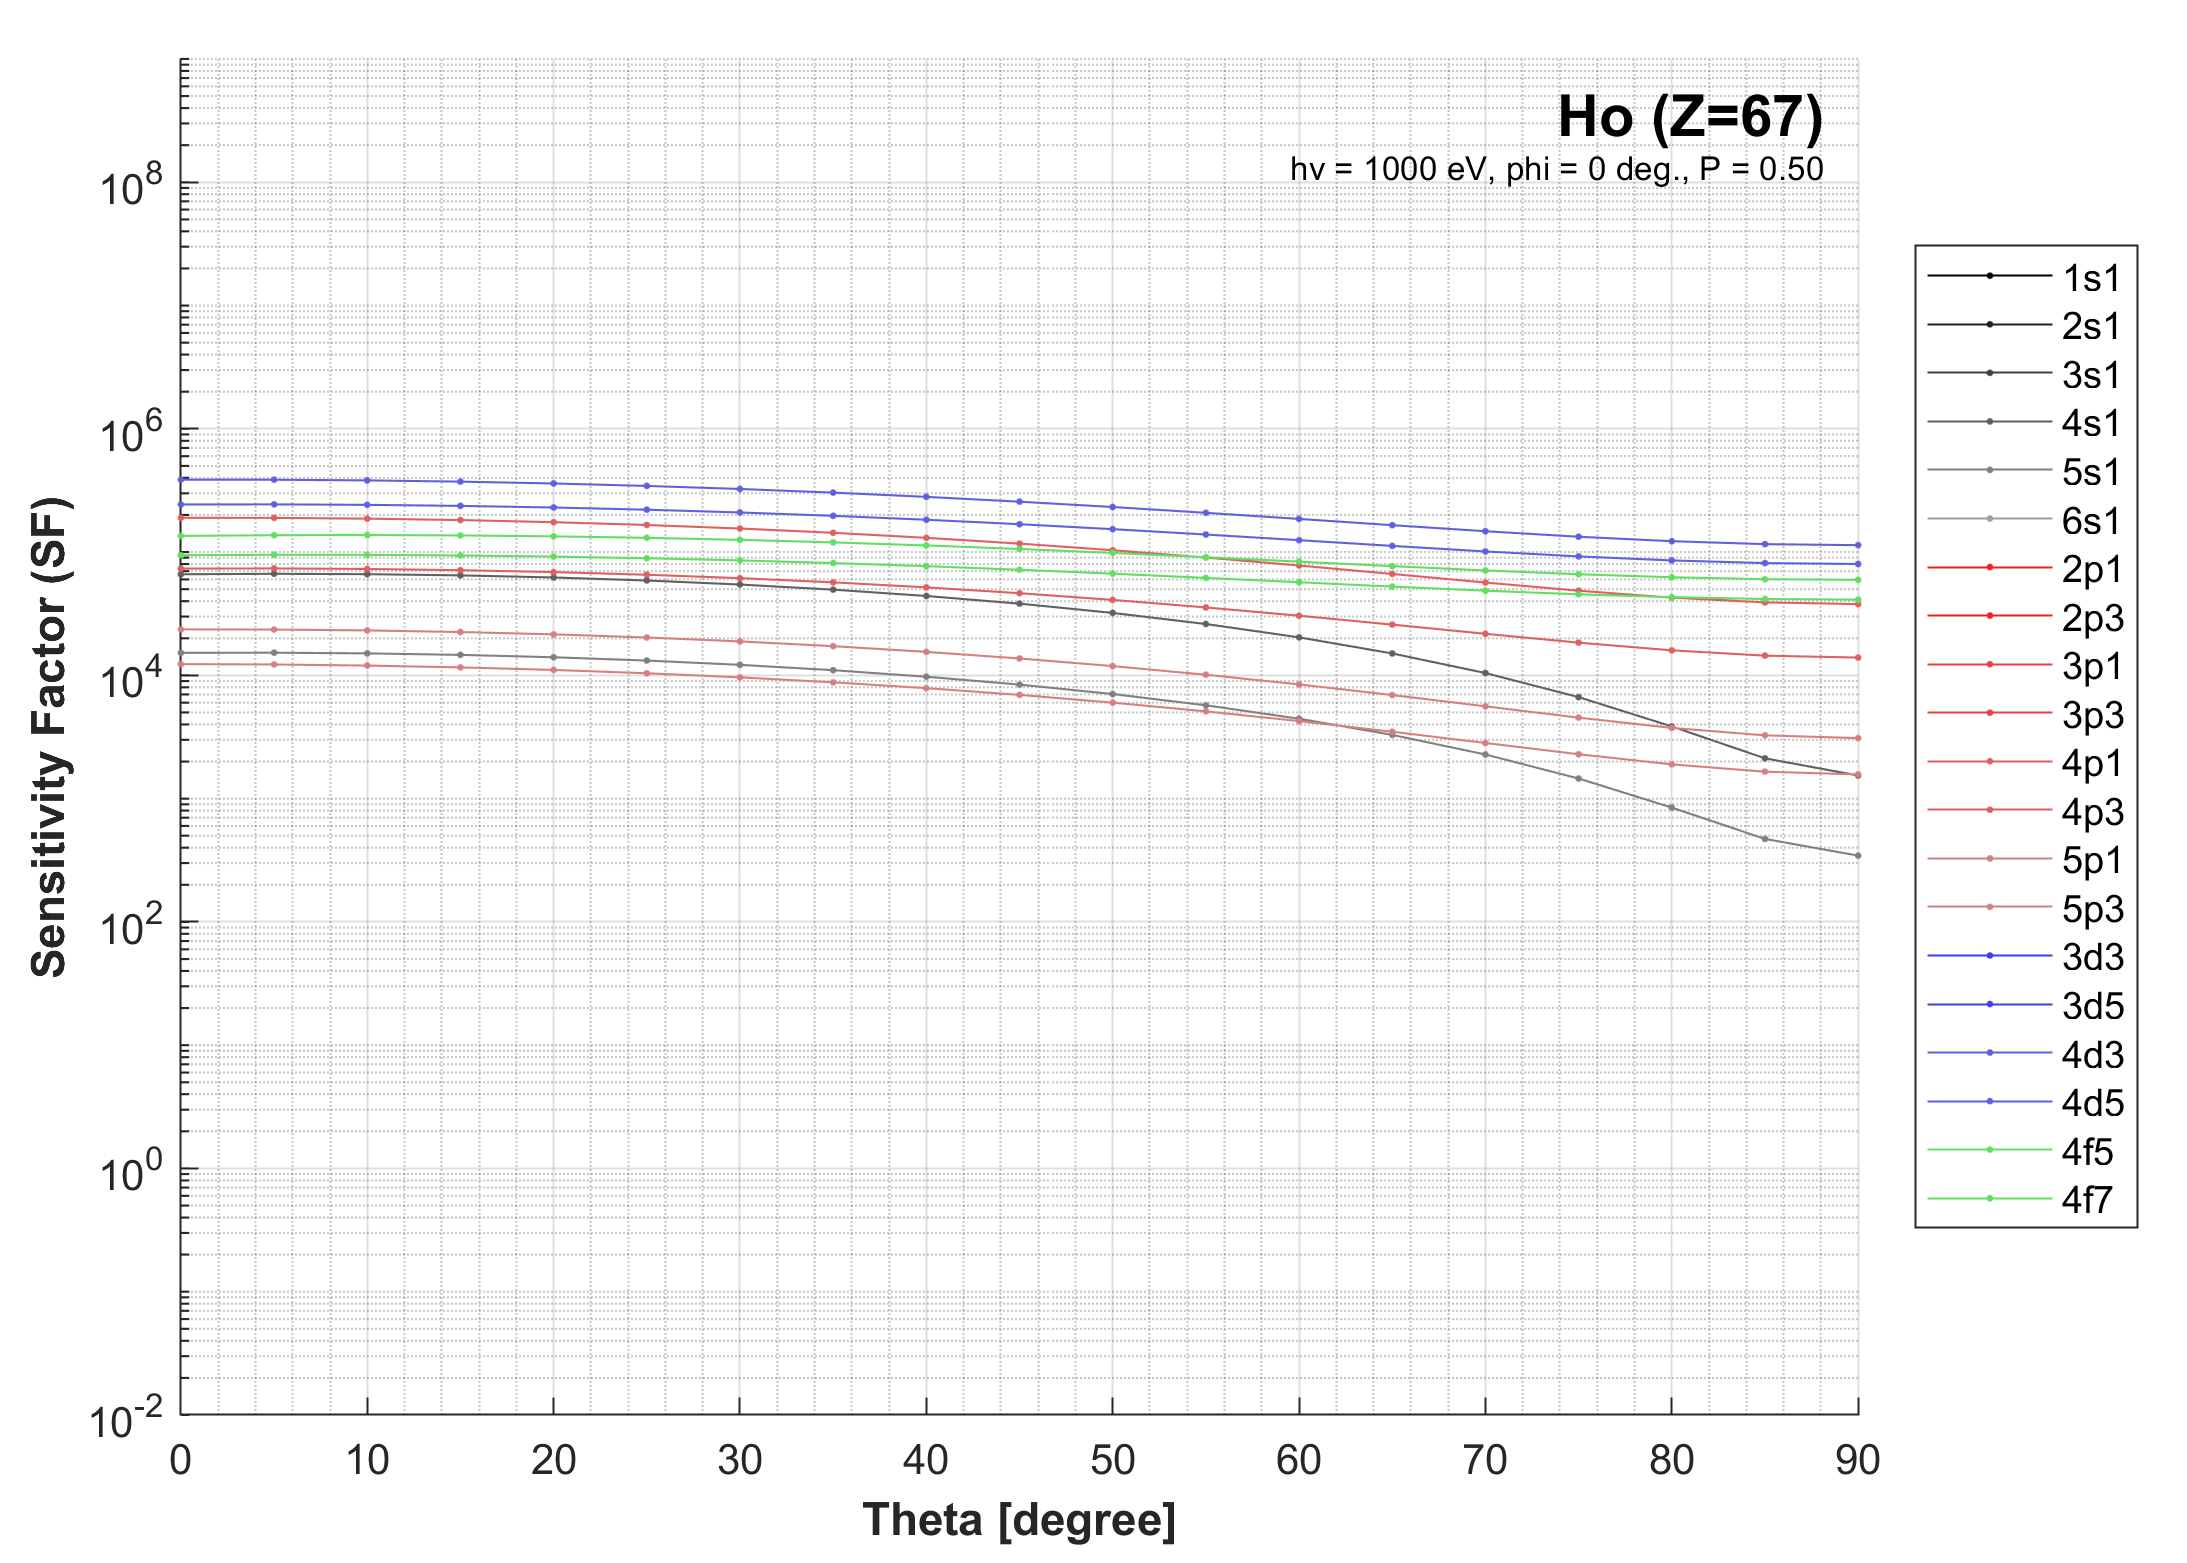 Ho (Z=67)
hv = 1000 eV, phi = 0 deg., P = 0.50
Sensitivity Factor (SF)
10^8
10^6
10^4
10^2
10^0
10^-2
0 10 20 30 40 50 60 70 80 90
Theta [degree]
1s1
2s1
3s1
4s1
5s1
6s1
2p1
2p3
3p1
3p3
4p1
4p3
5p1
5p3
3d3
3d5
4d3
4d5
4f5
4f7